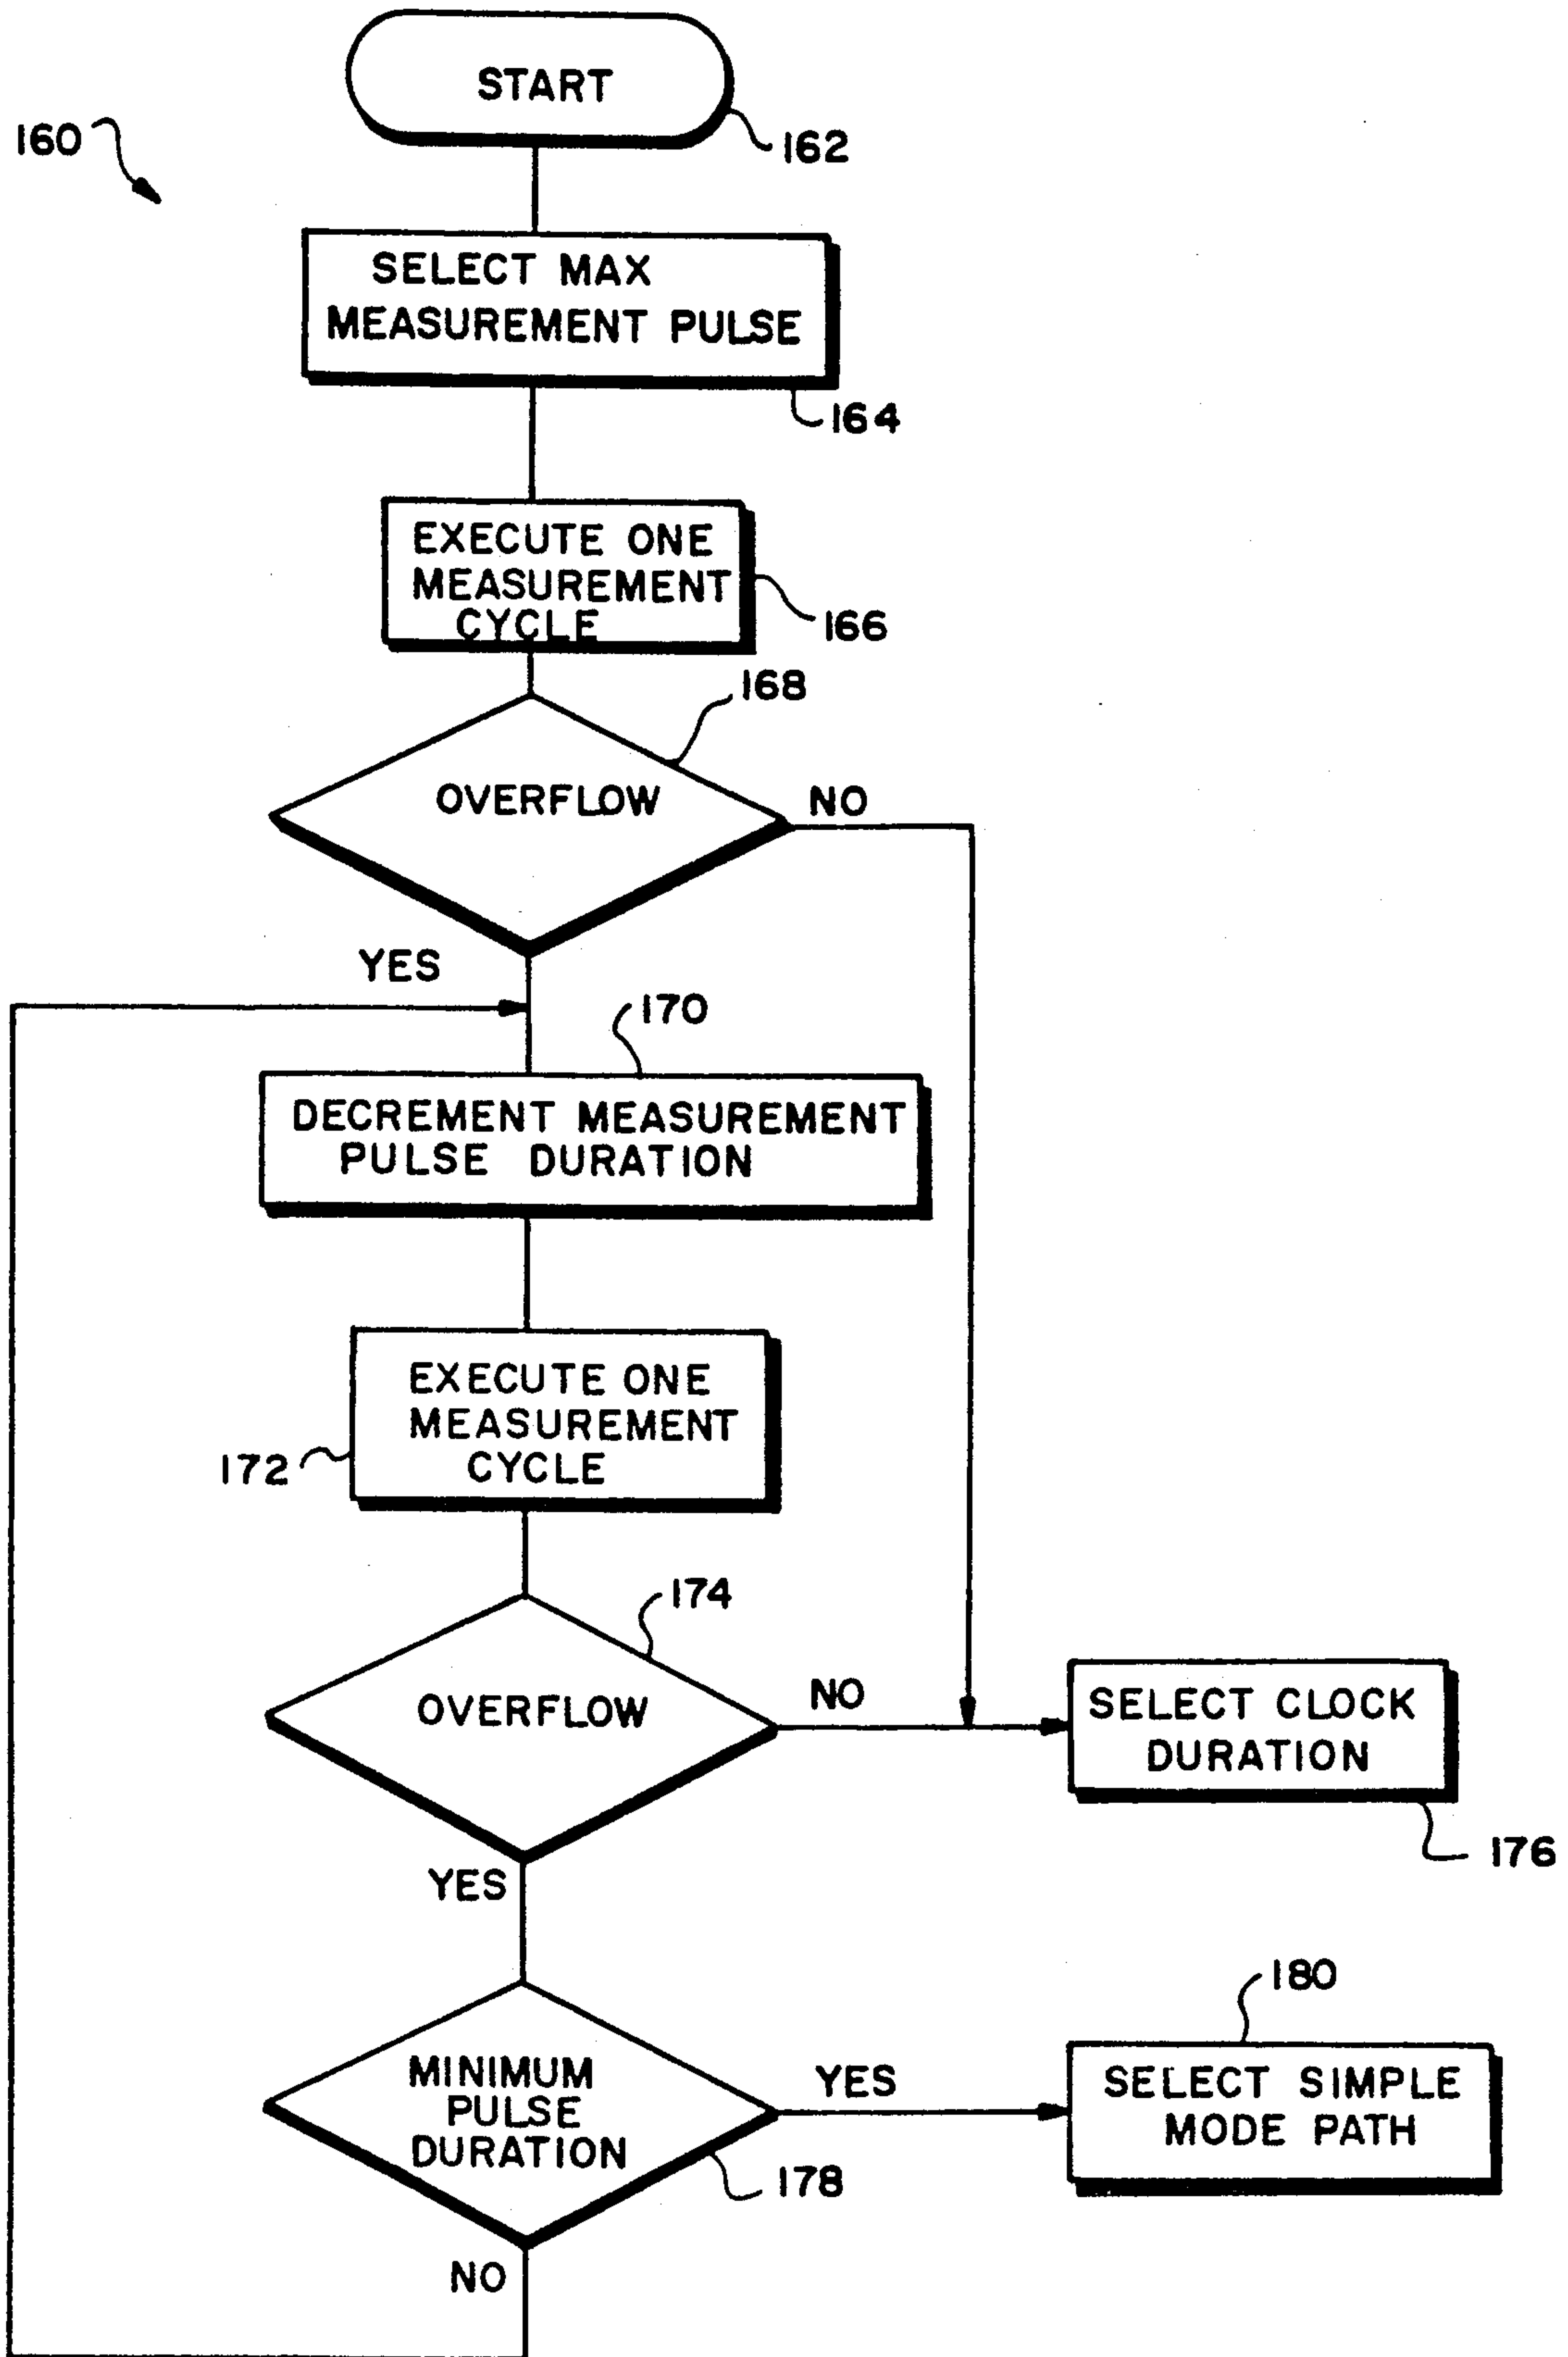 START
160
162
SELECT MAX
MEASUREMENT PULSE
164
EXECUTE ONE
MEASUREMENT
CYCLE
166
168
OVERFLOW
NO
YES
170
DECREMENT MEASUREMENT
PULSE DURATION
EXECUTE ONE
MEASUREMENT
CYCLE
172
174
OVERFLOW
NO
SELECT CLOCK
DURATION
176
YES
180
MINIMUM
PULSE
DURATION
YES
SELECT SIMPLE
MODE PATH
178
NO